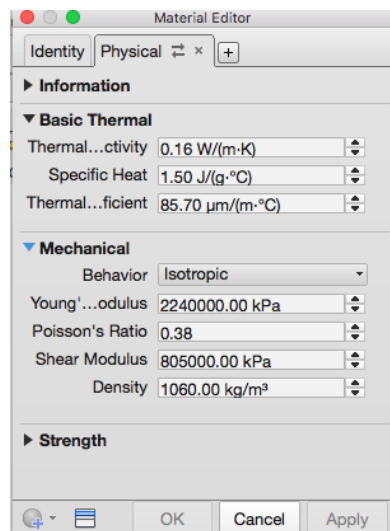 Material Editor
Identity Physical × +
Information
Basic Thermal
Thermal...ctivity 0.16 W/(m·K)
Specific Heat 1.50 J/(g·°C)
Thermal...ficient 85.70 µm/(m·°C)
Mechanical
Behavior Isotropic
Young'...odulus 2240000.00 kPa
Poisson's Ratio 0.38
Shear Modulus 805000.00 kPa
Density 1060.00 kg/m³
Strength
OK Cancel Apply